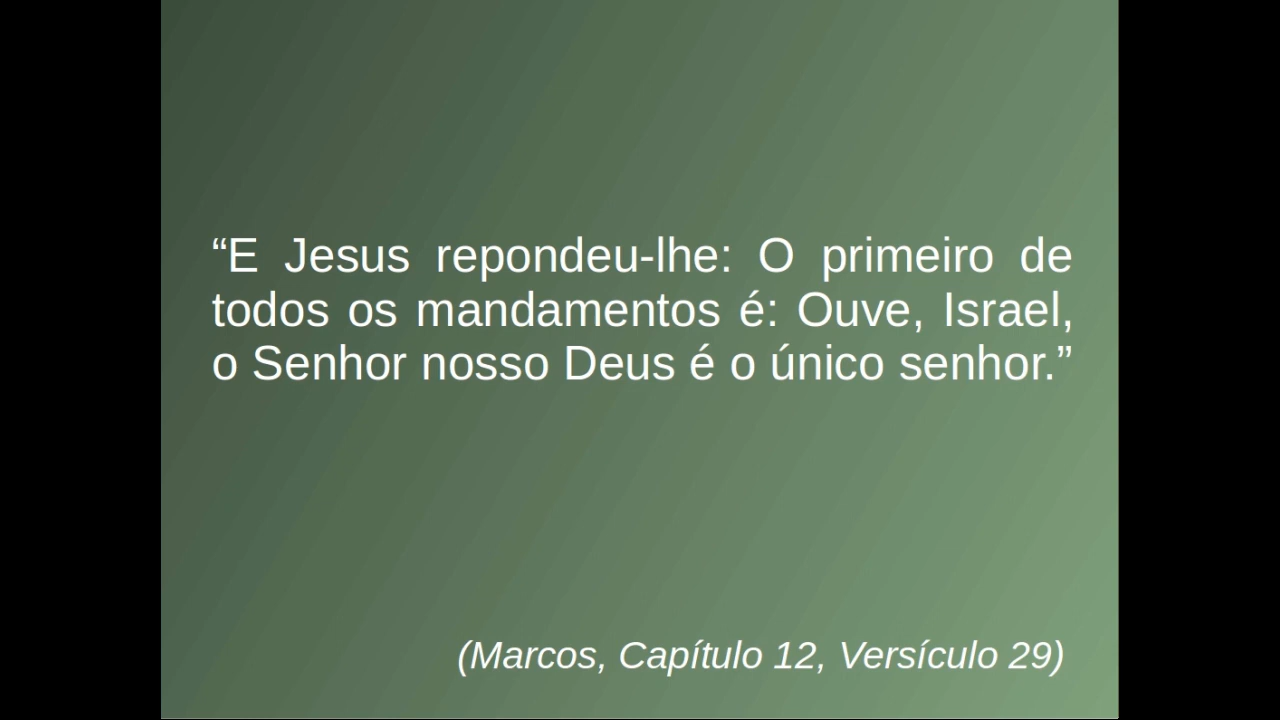 “E Jesus repondeu-lhe: O primeiro de
todos os mandamentos é: Ouve, Israel,
o Senhor nosso Deus é o único senhor.”
(Marcos, Capítulo 12, Versículo 29)